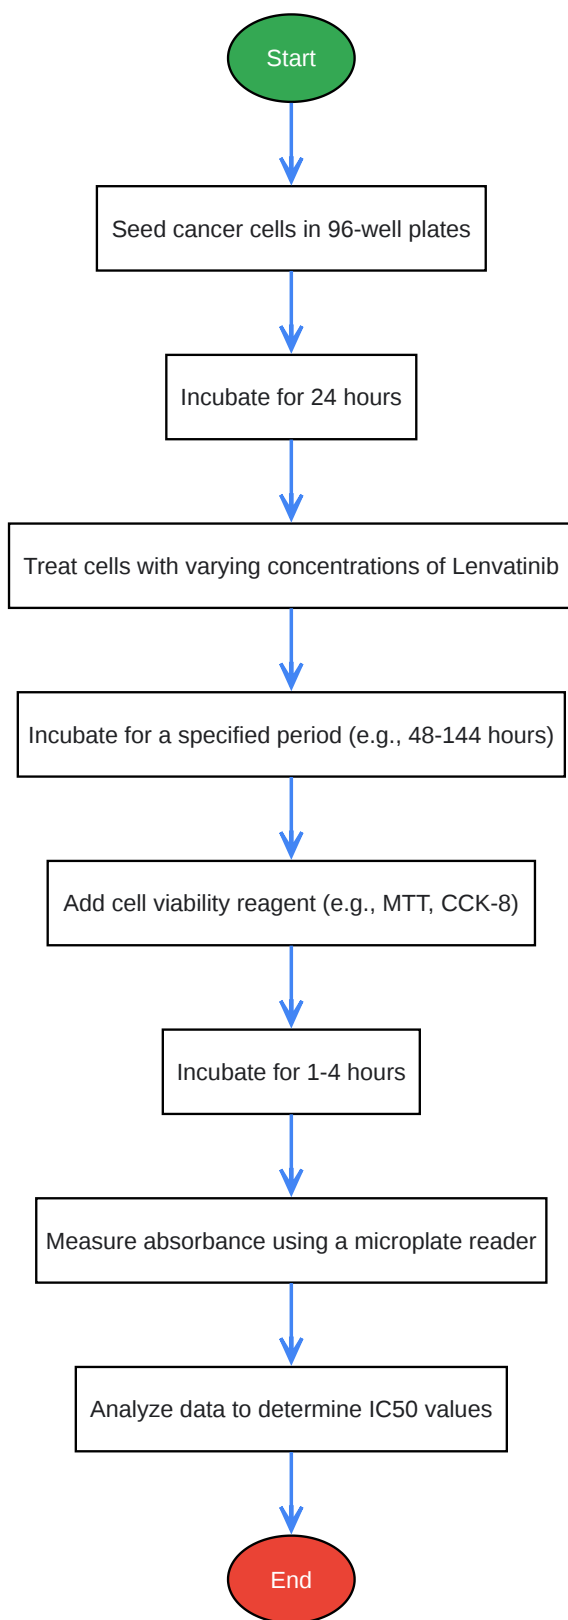 Start
Seed cancer cells in 96-well plates
Incubate for 24 hours
Treat cells with varying concentrations of Lenvatinib
Incubate for a specified period (e.g., 48-144 hours)
Add cell viability reagent (e.g., MTT, CCK-8)
Incubate for 1-4 hours
Measure absorbance using a microplate reader
Analyze data to determine IC50 values
End